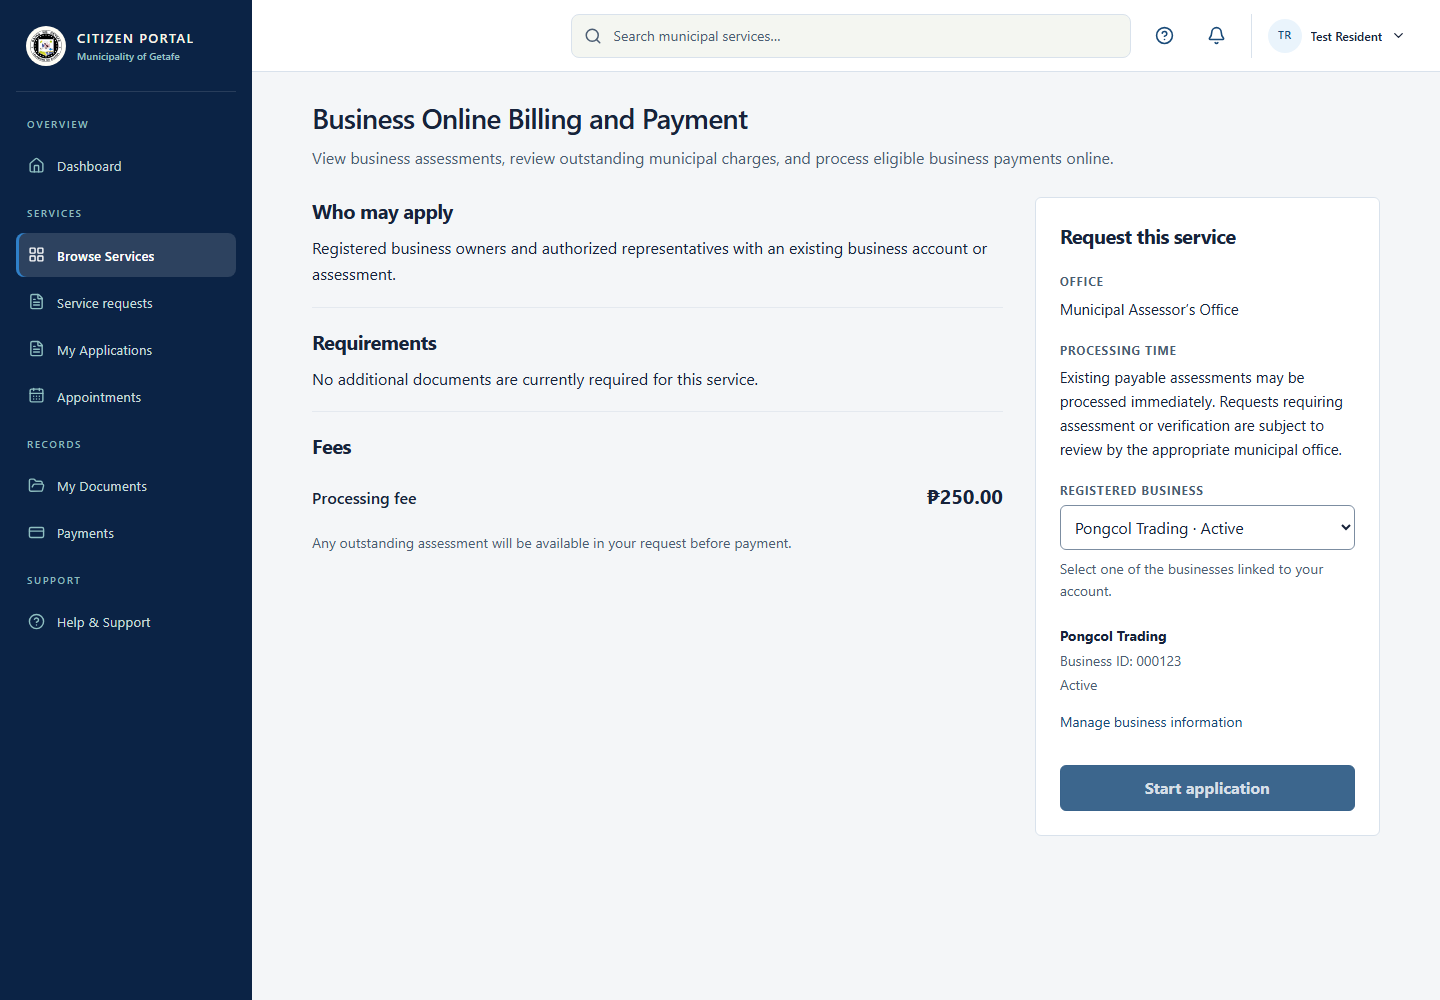 CITIZEN PORTAL
Municipality of Getafe
OVERVIEW
Dashboard
SERVICES
Browse Services
Service requests
My Applications
Appointments
RECORDS
My Documents
Payments
SUPPORT
Help & Support
Search municipal services...
TR
Test Resident
Business Online Billing and Payment
View business assessments, review outstanding municipal charges, and process eligible business payments online.
Who may apply
Registered business owners and authorized representatives with an existing business account or
assessment.
Requirements
No additional documents are currently required for this service.
Fees
Processing fee
₱250.00
Any outstanding assessment will be available in your request before payment.
Request this service
OFFICE
Municipal Assessor’s Office
PROCESSING TIME
Existing payable assessments may be
processed immediately. Requests requiring
assessment or verification are subject to
review by the appropriate municipal office.
REGISTERED BUSINESS
Pongcol Trading · Active
Select one of the businesses linked to your
account.
Pongcol Trading
Business ID: 000123
Active
Manage business information
Start application